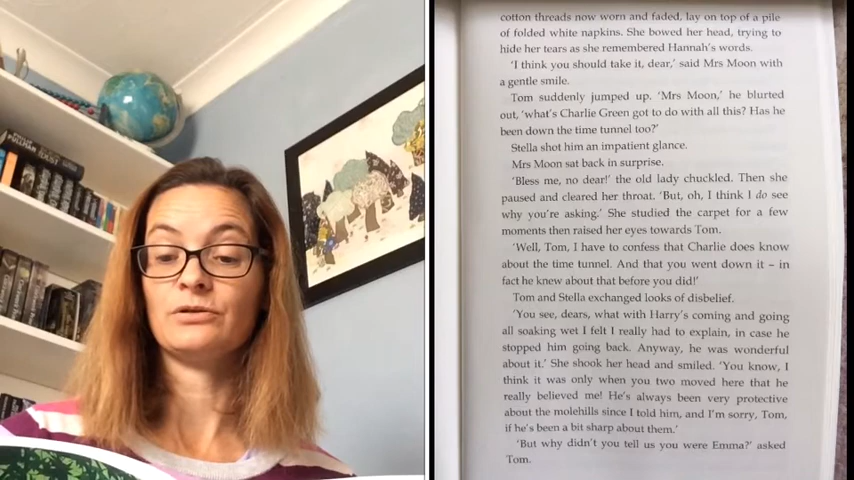 PULLMAN
cotton threads now worn and faded, lay on top of a pile
of folded white napkins. She bowed her head, trying to
hide her tears as she remembered Hannah's words.
'I think you should take it, dear,' said Mrs Moon with
a gentle smile.
Tom suddenly jumped up. 'Mrs Moon,' he blurted
out, 'what's Charlie Green got to do with all this? Has he
been down the time tunnel too?'
Stella shot him an impatient glance.
Mrs Moon sat back in surprise.
'Bless me, no dear!' the old lady chuckled. Then she
paused and cleared her throat. 'But, oh, I think I do see
why you're asking.' She studied the carpet for a few
moments then raised her eyes towards Tom.
'Well, Tom, I have to confess that Charlie does know
about the time tunnel. And that you went down it – in
fact he knew about that before you did!'
Tom and Stella exchanged looks of disbelief.
'You see, dears, what with Harry's coming and going
all soaking wet I felt I really had to explain, in case he
stopped him going back. Anyway, he was wonderful
about it.' She shook her head and smiled. 'You know, I
think it was only when you two moved here that he
really believed me! He's always been very protective
about the molehills since I told him, and I'm sorry, Tom,
if he's been a bit sharp about them.'
'But why didn't you tell us you were Emma?' asked
Tom.